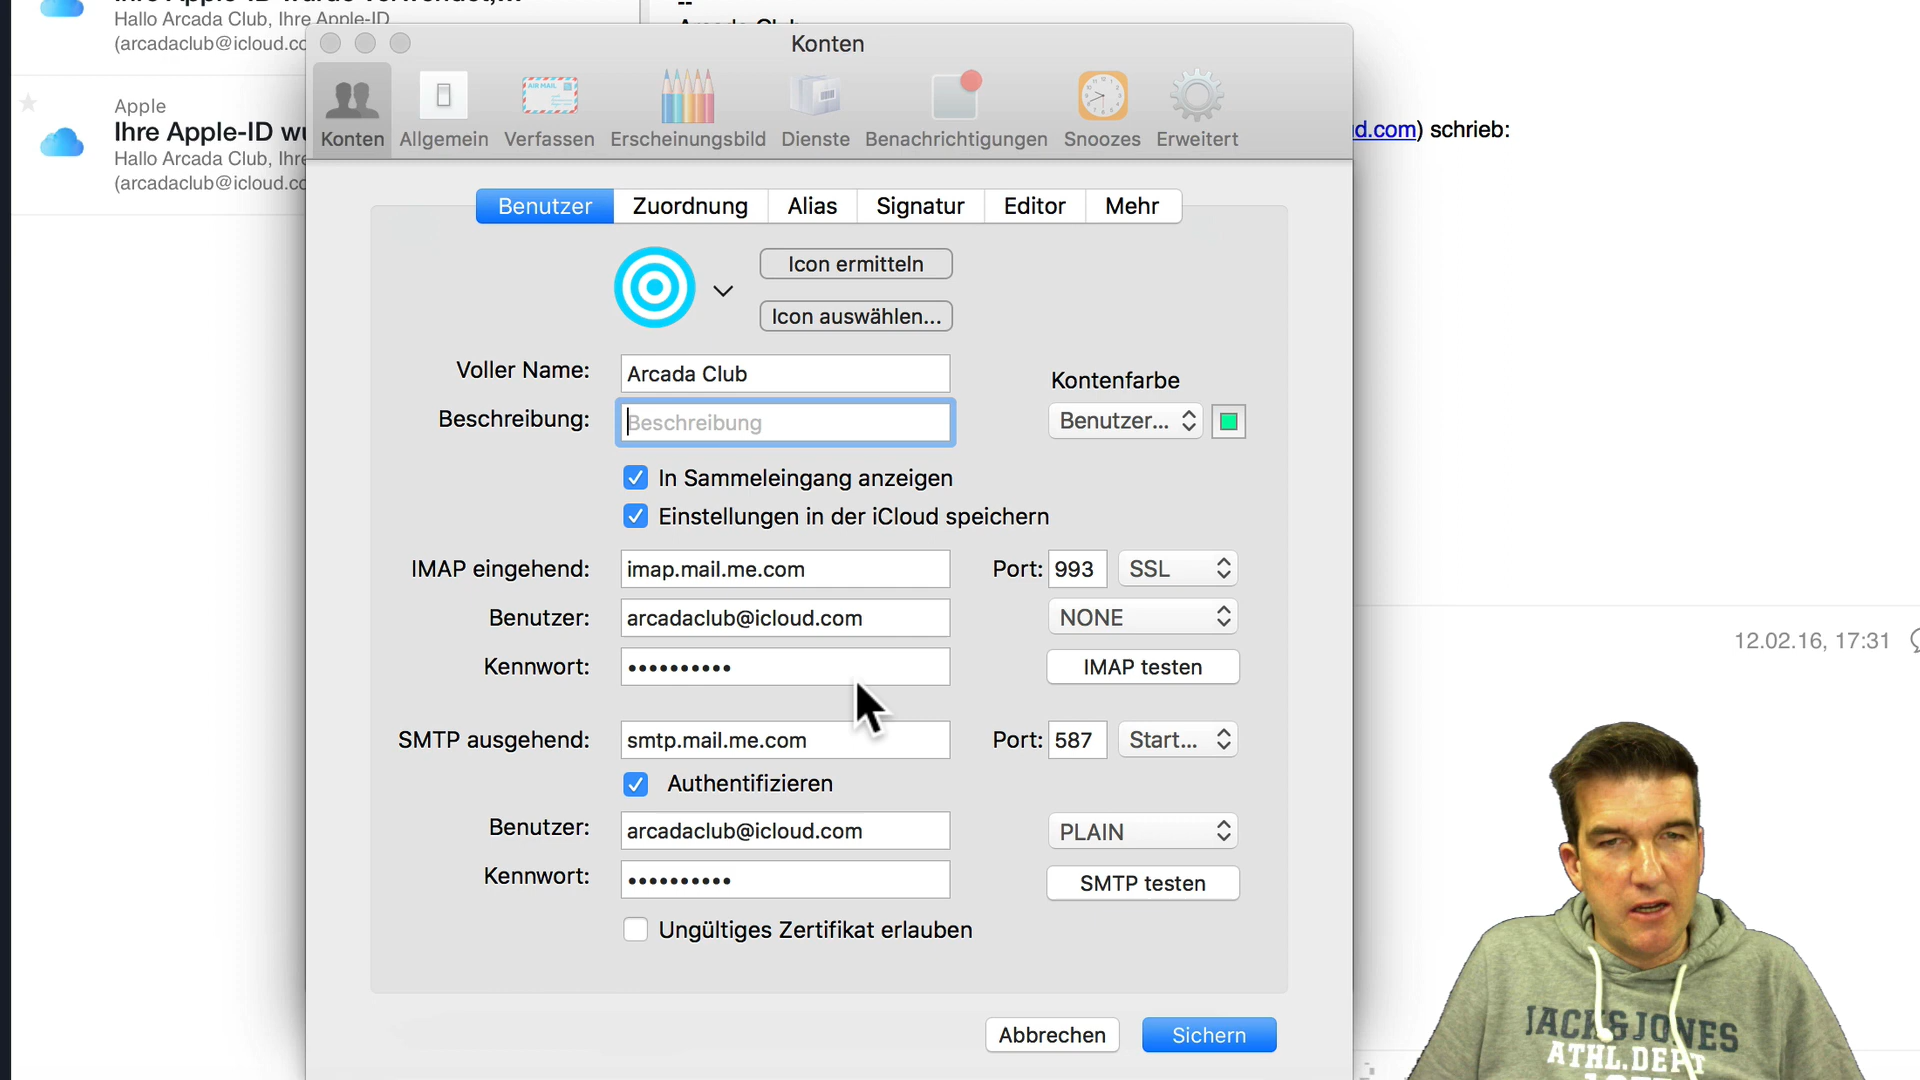 Hallo Arcada Club, Ihre Apple-ID
(arcadaclub@icloud.co
Apple
Ihre Apple-ID wu
Hallo Arcada Club, Ihre
(arcadaclub@icloud.co
--
Konten
AIR MAIL
Konten Allgemein Verfassen Erscheinungsbild Dienste Benachrichtigungen Snoozes Erweitert
d.com) schrieb:
Benutzer Zuordnung Alias Signatur Editor Mehr
Icon ermitteln
Icon auswählen...
Voller Name: Arcada Club
Kontenfarbe
Beschreibung: Beschreibung Benutzer...
In Sammeleingang anzeigen
Einstellungen in der iCloud speichern
IMAP eingehend: imap.mail.me.com Port: 993 SSL
Benutzer: arcadaclub@icloud.com NONE
12.02.16, 17:31
Kennwort: •••••••••• IMAP testen
SMTP ausgehend: smtp.mail.me.com Port: 587 Start...
Authentifizieren
Benutzer: arcadaclub@icloud.com PLAIN
Kennwort: •••••••••• SMTP testen
Ungültiges Zertifikat erlauben
Abbrechen Sichern
JACK&JONES
ATHL.DEPT